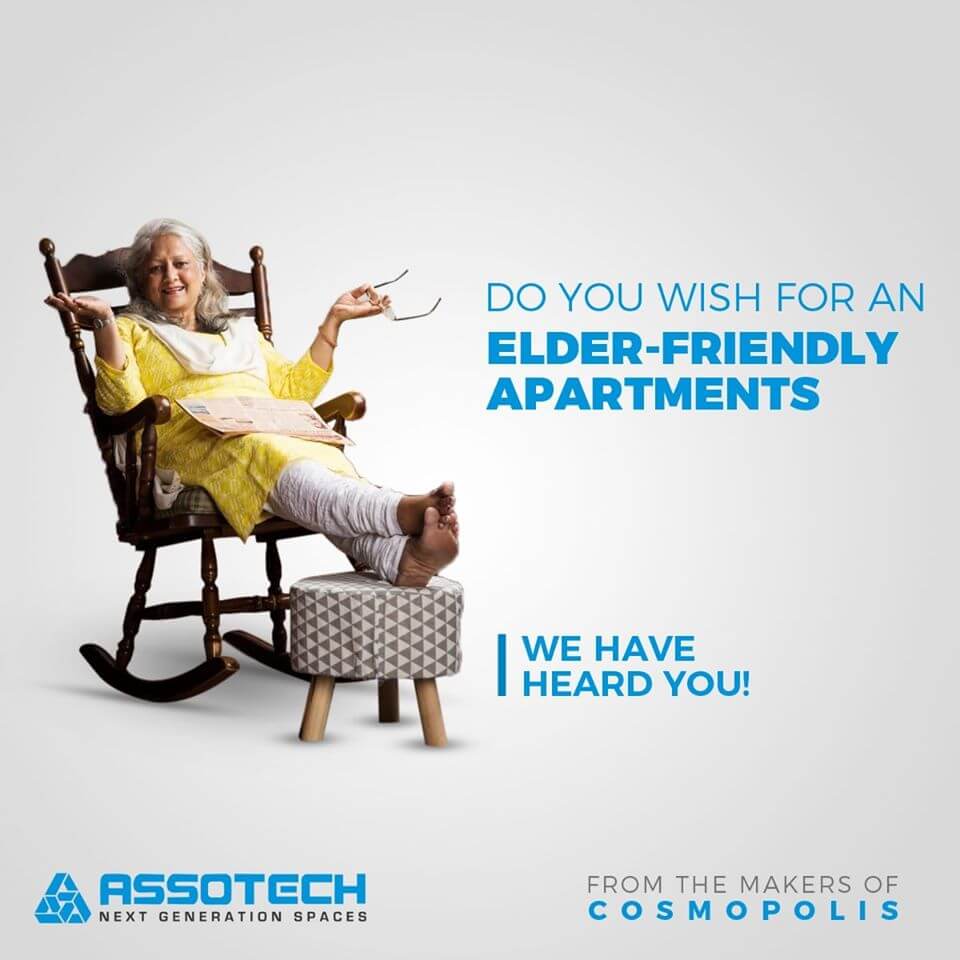 DO YOU WISH FOR AN
ELDER-FRIENDLY
APARTMENTS
WE HAVE
HEARD YOU!
ASSOTECH
NEXT GENERATION SPACES
FROM THE MAKERS OF
COSMOPOLIS